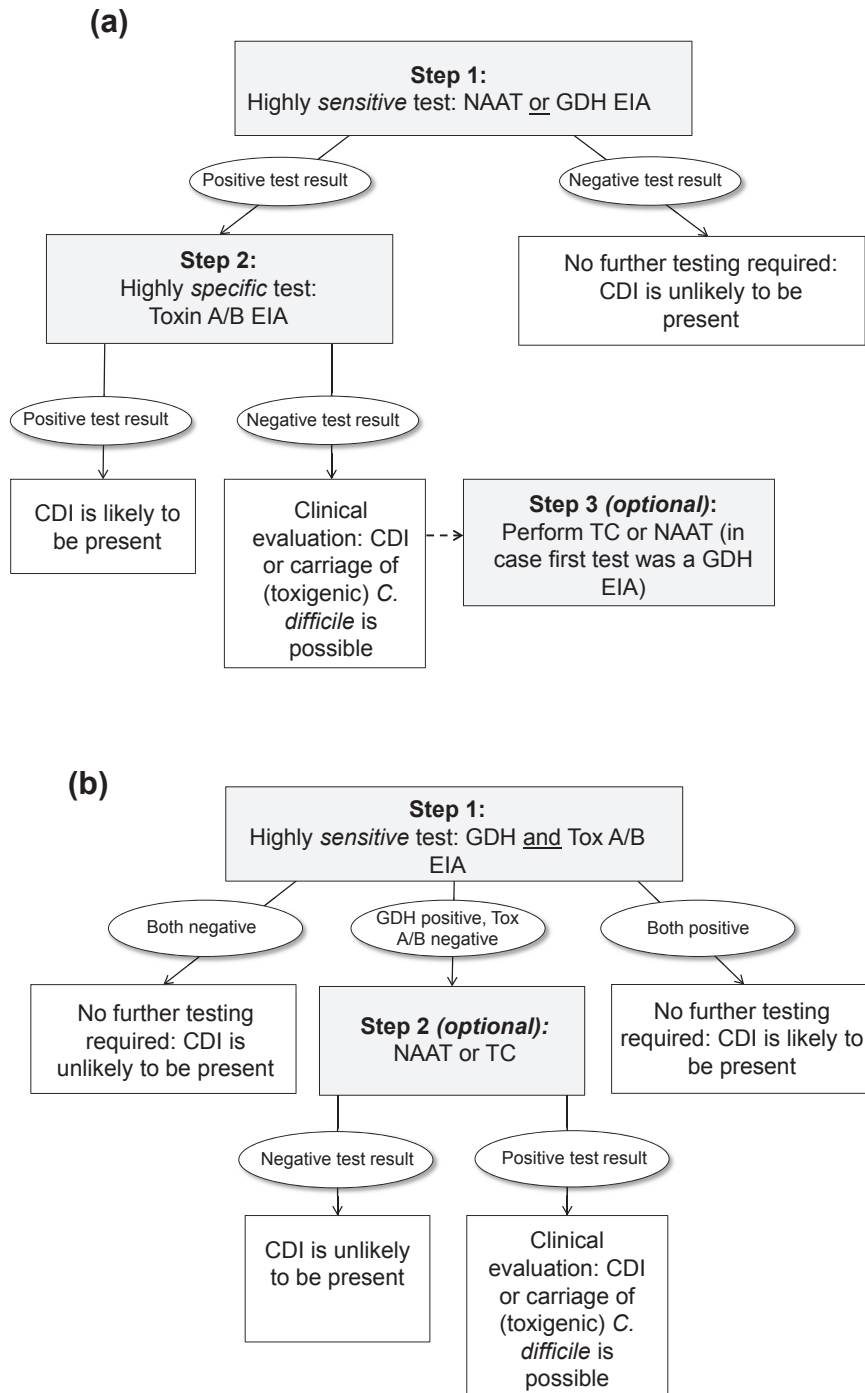 (a)
Step 1:
Highly sensitive test: NAAT or GDH EIA
Positive test result
Negative test result
Step 2:
Highly specific test:
Toxin A/B EIA
No further testing required:
CDI is unlikely to be
present
Positive test result
Negative test result
CDI is likely to
be present
Clinical
evaluation: CDI
or carriage of
(toxigenic) C.
difficile is
possible
Step 3 (optional):
Perform TC or NAAT (in
case first test was a GDH
EIA)
(b)
Step 1:
Highly sensitive test: GDH and Tox A/B
EIA
Both negative
GDH positive, Tox
A/B negative
Both positive
No further testing
required: CDI is
unlikely to be present
Step 2 (optional):
NAAT or TC
No further testing
required: CDI is likely to
be present
Negative test result
Positive test result
CDI is unlikely
to be present
Clinical
evaluation: CDI
or carriage of
(toxigenic) C.
difficile is
possible